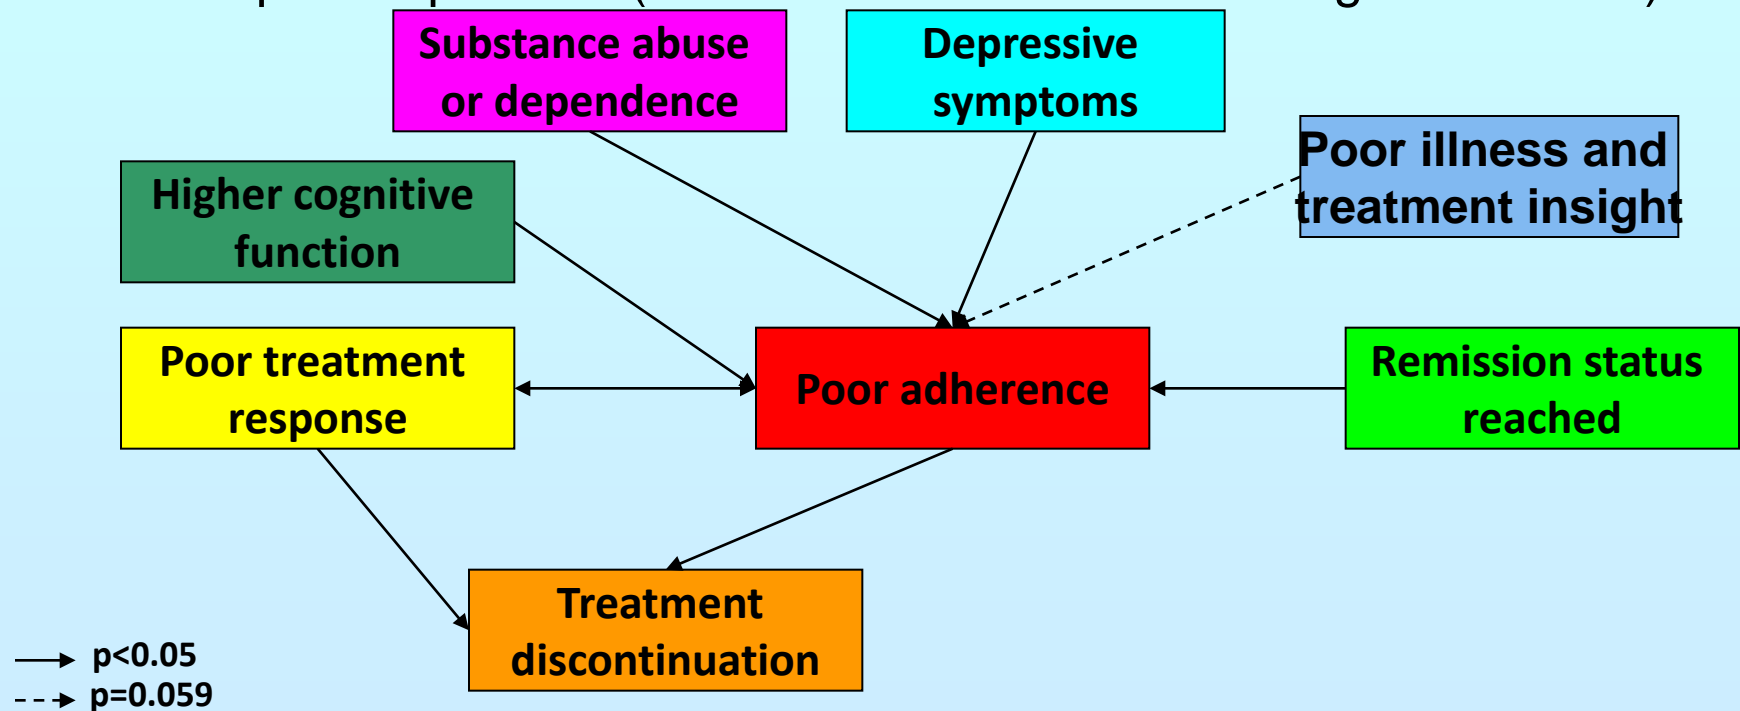 Substance abuse
or dependence
Depressive
symptoms
Poor illness and
treatment insight
Higher cognitive
function
Poor treatment
response
Poor adherence
Remission status
reached
Treatment
discontinuation
p<0.05
p=0.059